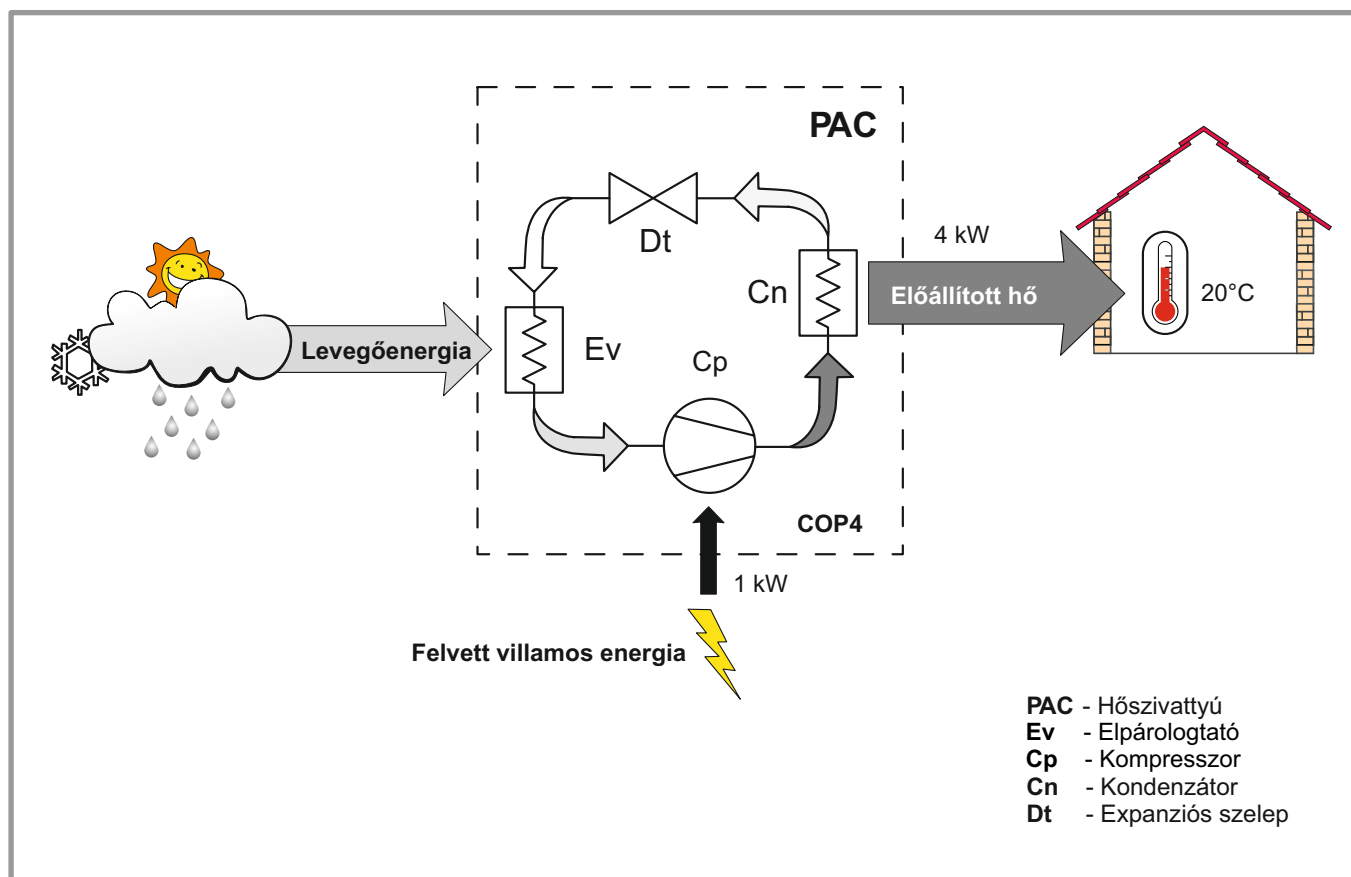 PAC
Dt
4 kW
Cn
Előállított hő
20°C
Levegőenergia
Ev
Cp
COP4
1 kW
Felvett villamos energia
PAC - Hőszivattyú
Ev - Elpárologtató
Cp - Kompresszor
Cn - Kondenzátor
Dt - Expanziós szelep